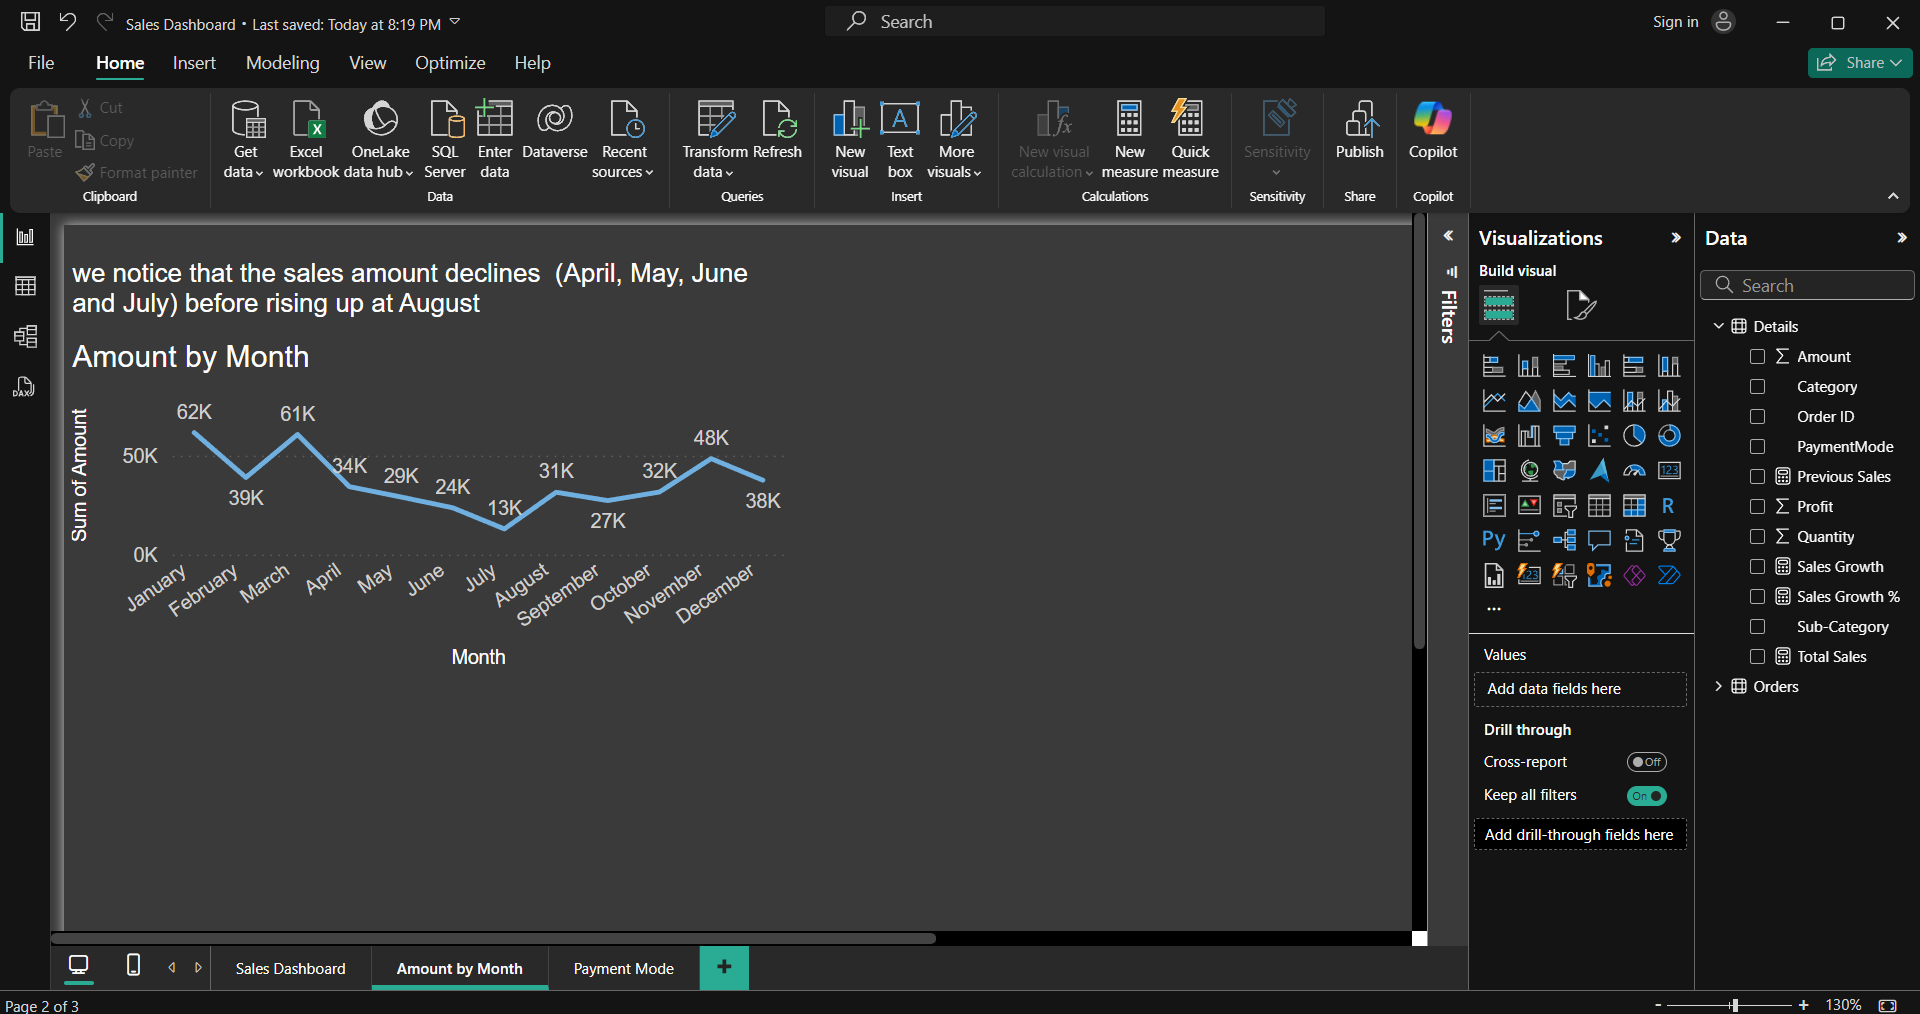 Sales Dashboard • Last saved: Today at 8:19 PM
Search
Sign in
File Home Insert Modeling View Optimize Help
Share
Paste
Cut
Copy
Format painter
Clipboard
Get data
Excel workbook
OneLake data hub
SQL Server
Enter data
Dataverse
Recent sources
Data
Transform data
Refresh
Queries
New visual
Text box
More visuals
Insert
New visual calculation
New measure
Quick measure
Calculations
Sensitivity
Sensitivity
Publish
Share
Copilot
Copilot
DAX
we notice that the sales amount declines  (April, May, June
and July) before rising up at August
Amount by Month
Sum of Amount
50K
0K
62K
39K
61K
34K
29K
24K
13K
31K
27K
32K
48K
38K
January
February
March
April
May
June
July
August
September
October
November
December
Month
Filters
Visualizations
Build visual
123
R
Py
123
...
Values
Add data fields here
Drill through
Cross-report
Off
Keep all filters
On
Add drill-through fields here
Data
Search
Details
Amount
Category
Order ID
PaymentMode
Previous Sales
Profit
Quantity
Sales Growth
Sales Growth %
Sub-Category
Total Sales
Orders
Sales Dashboard
Amount by Month
Payment Mode
+
Page 2 of 3
- + 130%